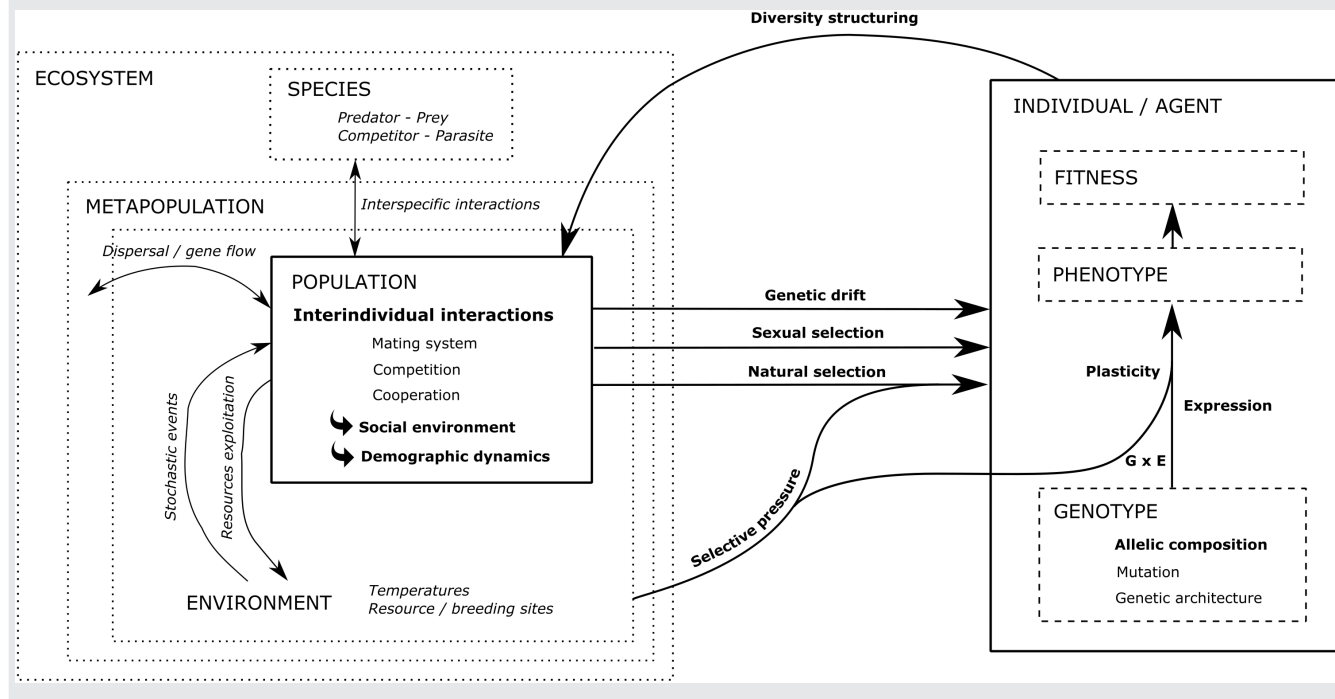 Diversity structuring
ECOSYSTEM
SPECIES
Predator - Prey
Competitor - Parasite
Interspecific interactions
METAPOPULATION
Dispersal / gene flow
POPULATION
Interindividual interactions
Mating system
Competition
Cooperation
Social environment
Demographic dynamics
Stochastic events
Resources exploitation
ENVIRONMENT
Temperatures
Resource / breeding sites
Genetic drift
Sexual selection
Natural selection
Selective pressure
INDIVIDUAL / AGENT
FITNESS
PHENOTYPE
Plasticity
Expression
G x E
GENOTYPE
Allelic composition
Mutation
Genetic architecture